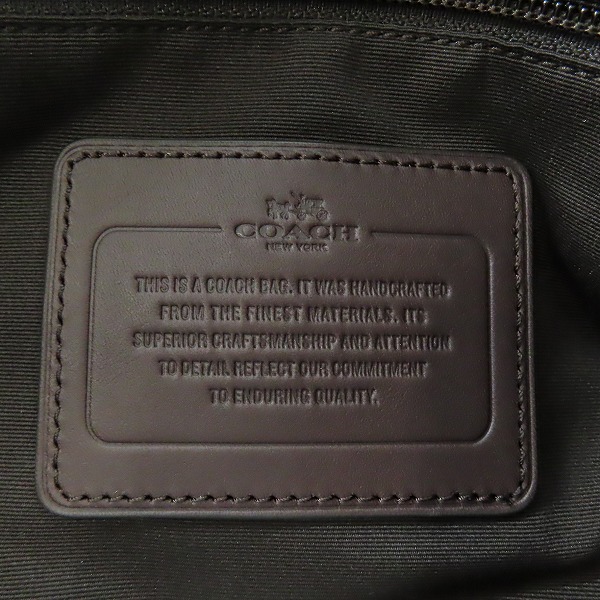 COACH
NEW YORK
THIS IS A COACH BAG. IT WAS HANDCRAFTED
FROM THE FINEST MATERIALS. ITS
SUPERIOR CRAFTSMANSHIP AND ATTENTION
TO DETAIL REFLECT OUR COMMITMENT
TO ENDURING QUALITY.